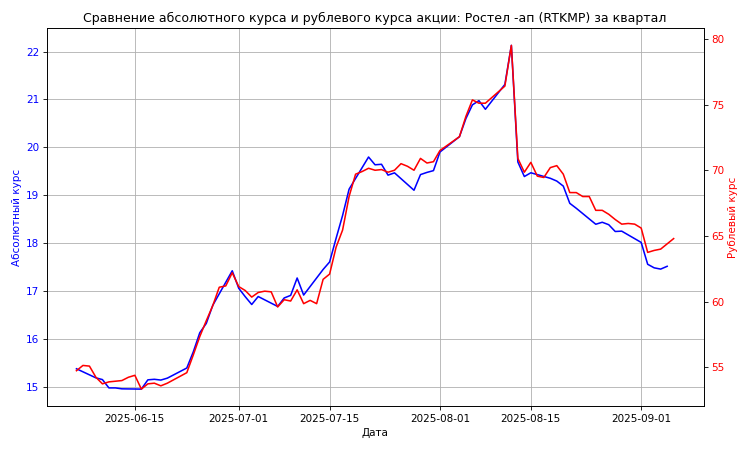 Сравнение абсолютного курса и рублевого курса акции: Ростел -ап (RTKMP) за квартал
22
21
20
19
18
17
16
15
Абсолютный курс
80
75
70
65
60
55
Рублевый курс
2025-06-15 2025-07-01 2025-07-15 2025-08-01 2025-08-15 2025-09-01
Дата